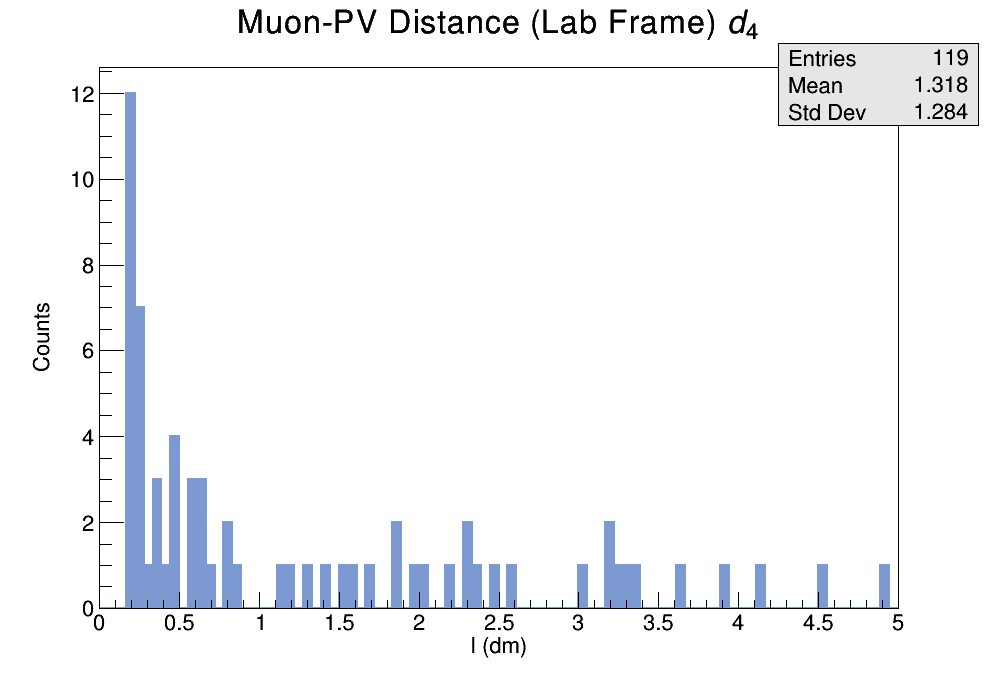 Muon-PV Distance (Lab Frame) d4
Entries 119
Mean 1.318
Std Dev 1.284
Counts
12
10
8
6
4
2
0
0 0.5 1 1.5 2 2.5 3 3.5 4 4.5 5
l (dm)